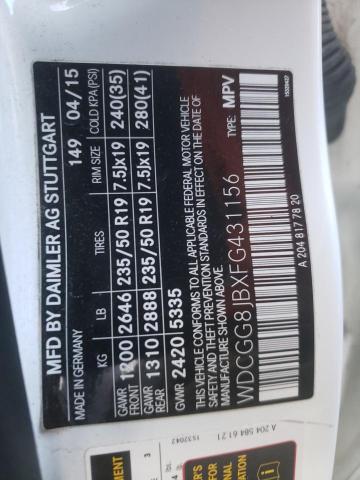 MFD BY DAIMLER AG STUTTGART
MADE IN GERMANY 149 04/15
KG LB TIRES RIM SIZE COLD KPA (PSI)
GAWR FRONT 1200 2646 235/50 R19 7.5Jx19 240(35)
GAWR REAR 1310 2888 235/50 R19 7.5Jx19 280(41)
GVWR 2420 5335
THIS VEHICLE CONFORMS TO ALL APPLICABLE FEDERAL MOTOR VEHICLE
SAFETY AND THEFT PREVENTION STANDARDS IN EFFECT ON THE DATE OF
MANUFACTURE SHOWN ABOVE.
WDCGG8JBXFG431156 TYPE: MPV
A 204 817 78 20
A 204 584 61 21